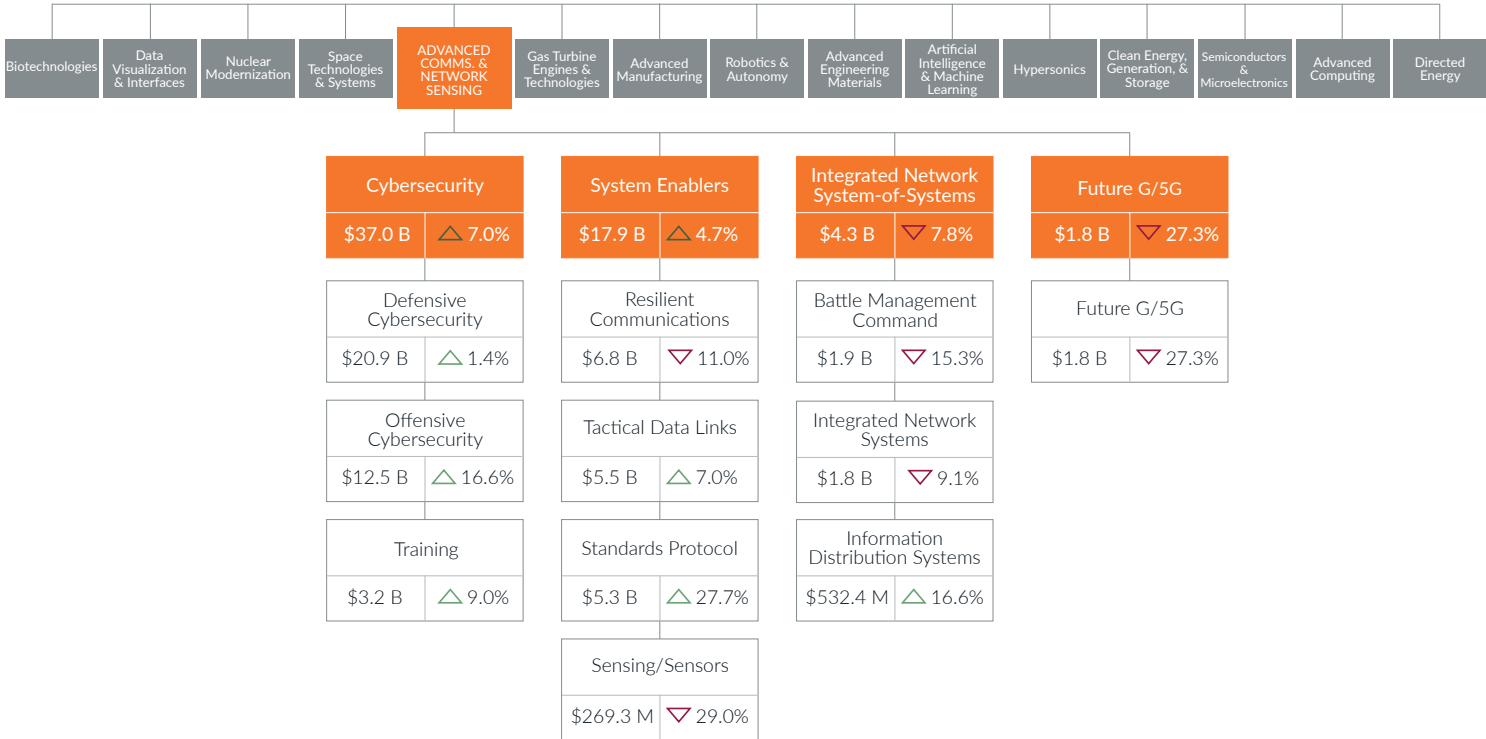 Biotechnologies
Data
Visualization
& Interfaces
Nuclear
Modernization
Space
Technologies
& Systems
ADVANCED
COMMS. &
NETWORK
SENSING
Gas Turbine
Engines &
Technologies
Advanced
Manufacturing
Robotics &
Autonomy
Advanced
Engineering
Materials
Artificial
Intelligence
& Machine
Learning
Hypersonics
Clean Energy,
Generation, &
Storage
Semiconductors
&
Microelectronics
Advanced
Computing
Directed
Energy
Cybersecurity
$37.0 B △ 7.0%
Defensive
Cybersecurity
$20.9 B △ 1.4%
Offensive
Cybersecurity
$12.5 B △ 16.6%
Training
$3.2 B △ 9.0%
System Enablers
$17.9 B △ 4.7%
Resilient
Communications
$6.8 B ▽ 11.0%
Tactical Data Links
$5.5 B △ 7.0%
Standards Protocol
$5.3 B △ 27.7%
Sensing/Sensors
$269.3 M ▽ 29.0%
Integrated Network
System-of-Systems
$4.3 B ▽ 7.8%
Battle Management
Command
$1.9 B ▽ 15.3%
Integrated Network
Systems
$1.8 B ▽ 9.1%
Information
Distribution Systems
$532.4 M △ 16.6%
Future G/5G
$1.8 B ▽ 27.3%
Future G/5G
$1.8 B ▽ 27.3%